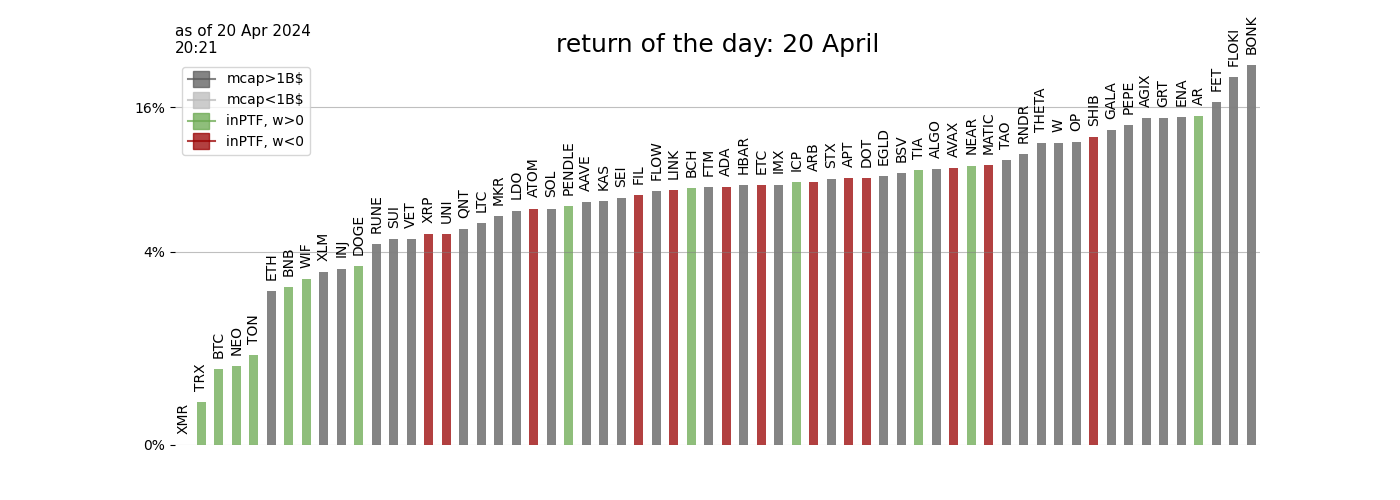 as of 20 Apr 2024
20:21
return of the day: 20 April
mcap>1B$
mcap<1B$
inPTF, w>0
inPTF, w<0
16%
4%
0%
XMR
TRX
BTC
NEO
TON
ETH
BNB
WIF
XLM
INJ
DOGE
RUNE
SUI
VET
XRP
UNI
QNT
LTC
MKR
LDO
ATOM
SOL
PENDLE
AAVE
KAS
SEI
FIL
FLOW
LINK
BCH
FTM
ADA
HBAR
ETC
IMX
ICP
ARB
STX
APT
DOT
EGLD
BSV
TIA
ALGO
AVAX
NEAR
MATIC
TAO
RNDR
THETA
W
OP
SHIB
GALA
PEPE
AGIX
GRT
ENA
AR
FET
FLOKI
BONK